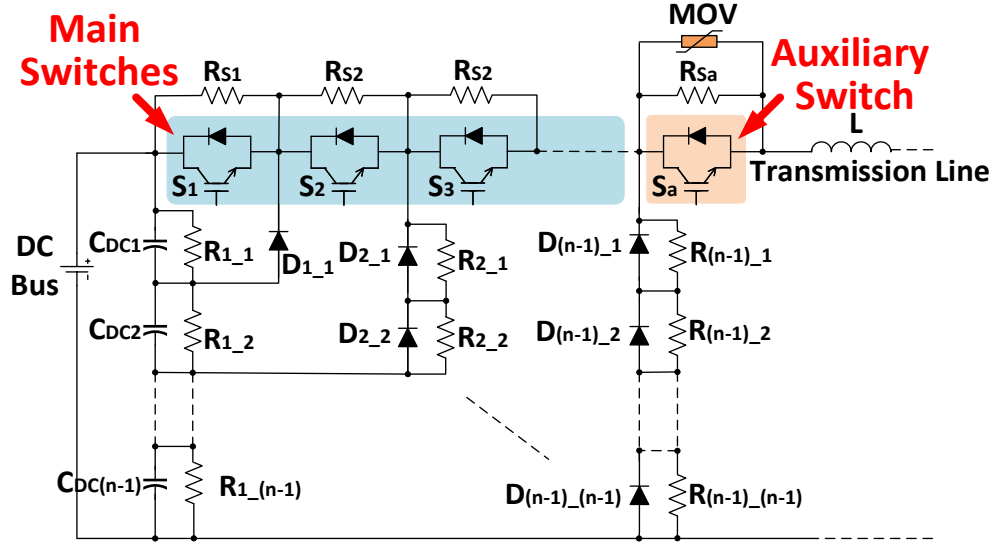 MOV
Main
Switches
RS1
RS2
RS2
RSa
Auxiliary
Switch
L
Transmission Line
S1
S2
S3
Sa
DC
Bus
+
-
CDC1
R1_1
D1_1
D2_1
R2_1
D(n-1)_1
R(n-1)_1
CDC2
R1_2
D2_2
R2_2
D(n-1)_2
R(n-1)_2
CDC(n-1)
R1_(n-1)
D(n-1)_(n-1)
R(n-1)_(n-1)